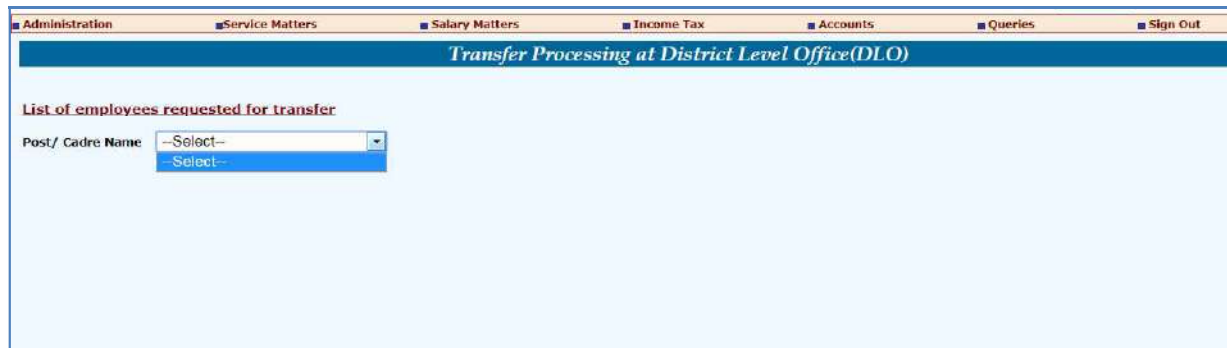 Administration Service Matters Salary Matters Income Tax Accounts Queries Sign Out
Transfer Processing at District Level Office(DLO)
List of employees requested for transfer
Post/ Cadre Name --Select--
--Select--